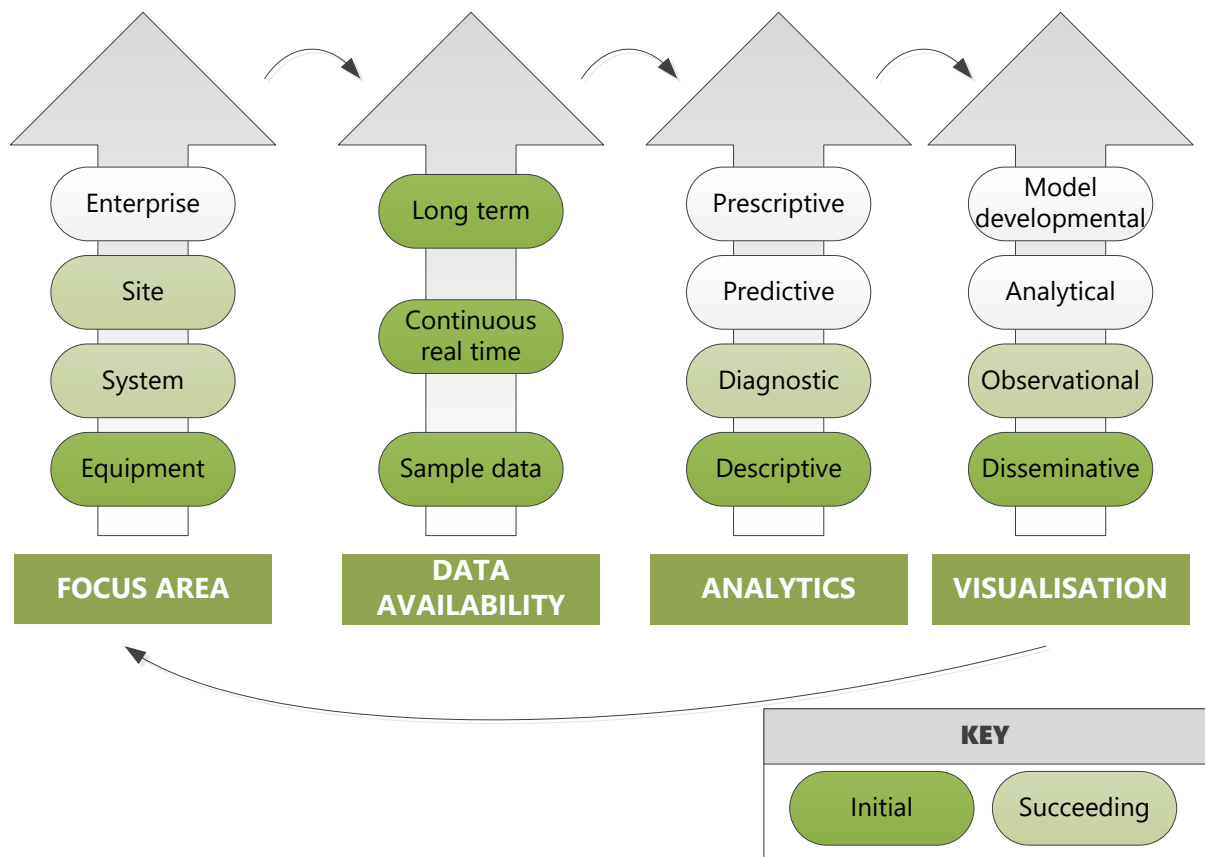 Enterprise
Site
System
Equipment
FOCUS AREA
Long term
Continuous
real time
Sample data
DATA
AVAILABILITY
Prescriptive
Predictive
Diagnostic
Descriptive
ANALYTICS
Model
developmental
Analytical
Observational
Disseminative
VISUALISATION
KEY
Initial
Succeeding